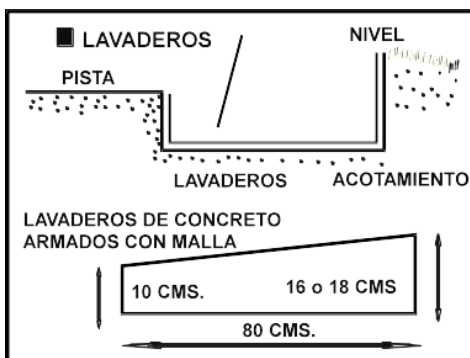 LAVADEROS
NIVEL
PISTA
LAVADEROS
ACOTAMIENTO
LAVADEROS DE CONCRETO
ARMADOS CON MALLA
10 CMS.
16 o 18 CMS
80 CMS.